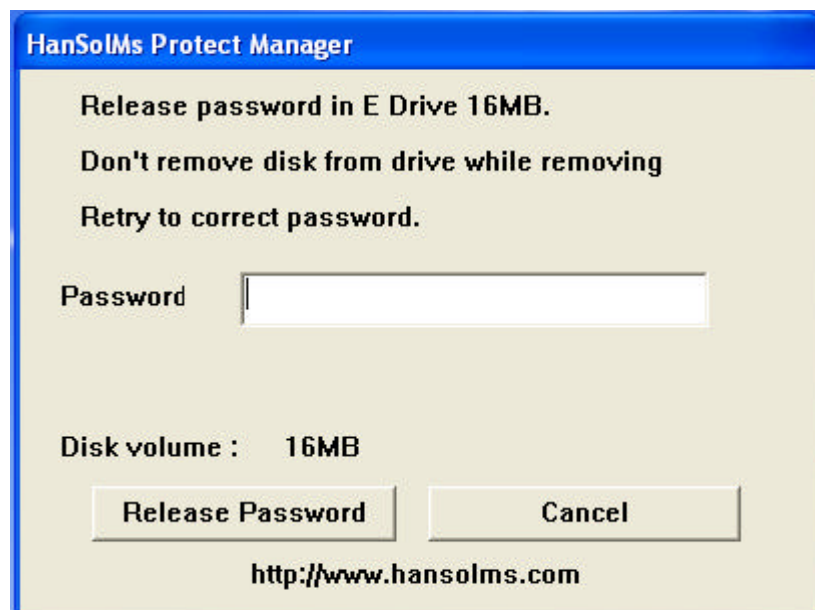 HanSolMs Protect Manager
Release password in E Drive 16MB.
Don't remove disk from drive while removing
Retry to correct password.
Password
Disk volume : 16MB
Release Password Cancel
http://www.hansolms.com